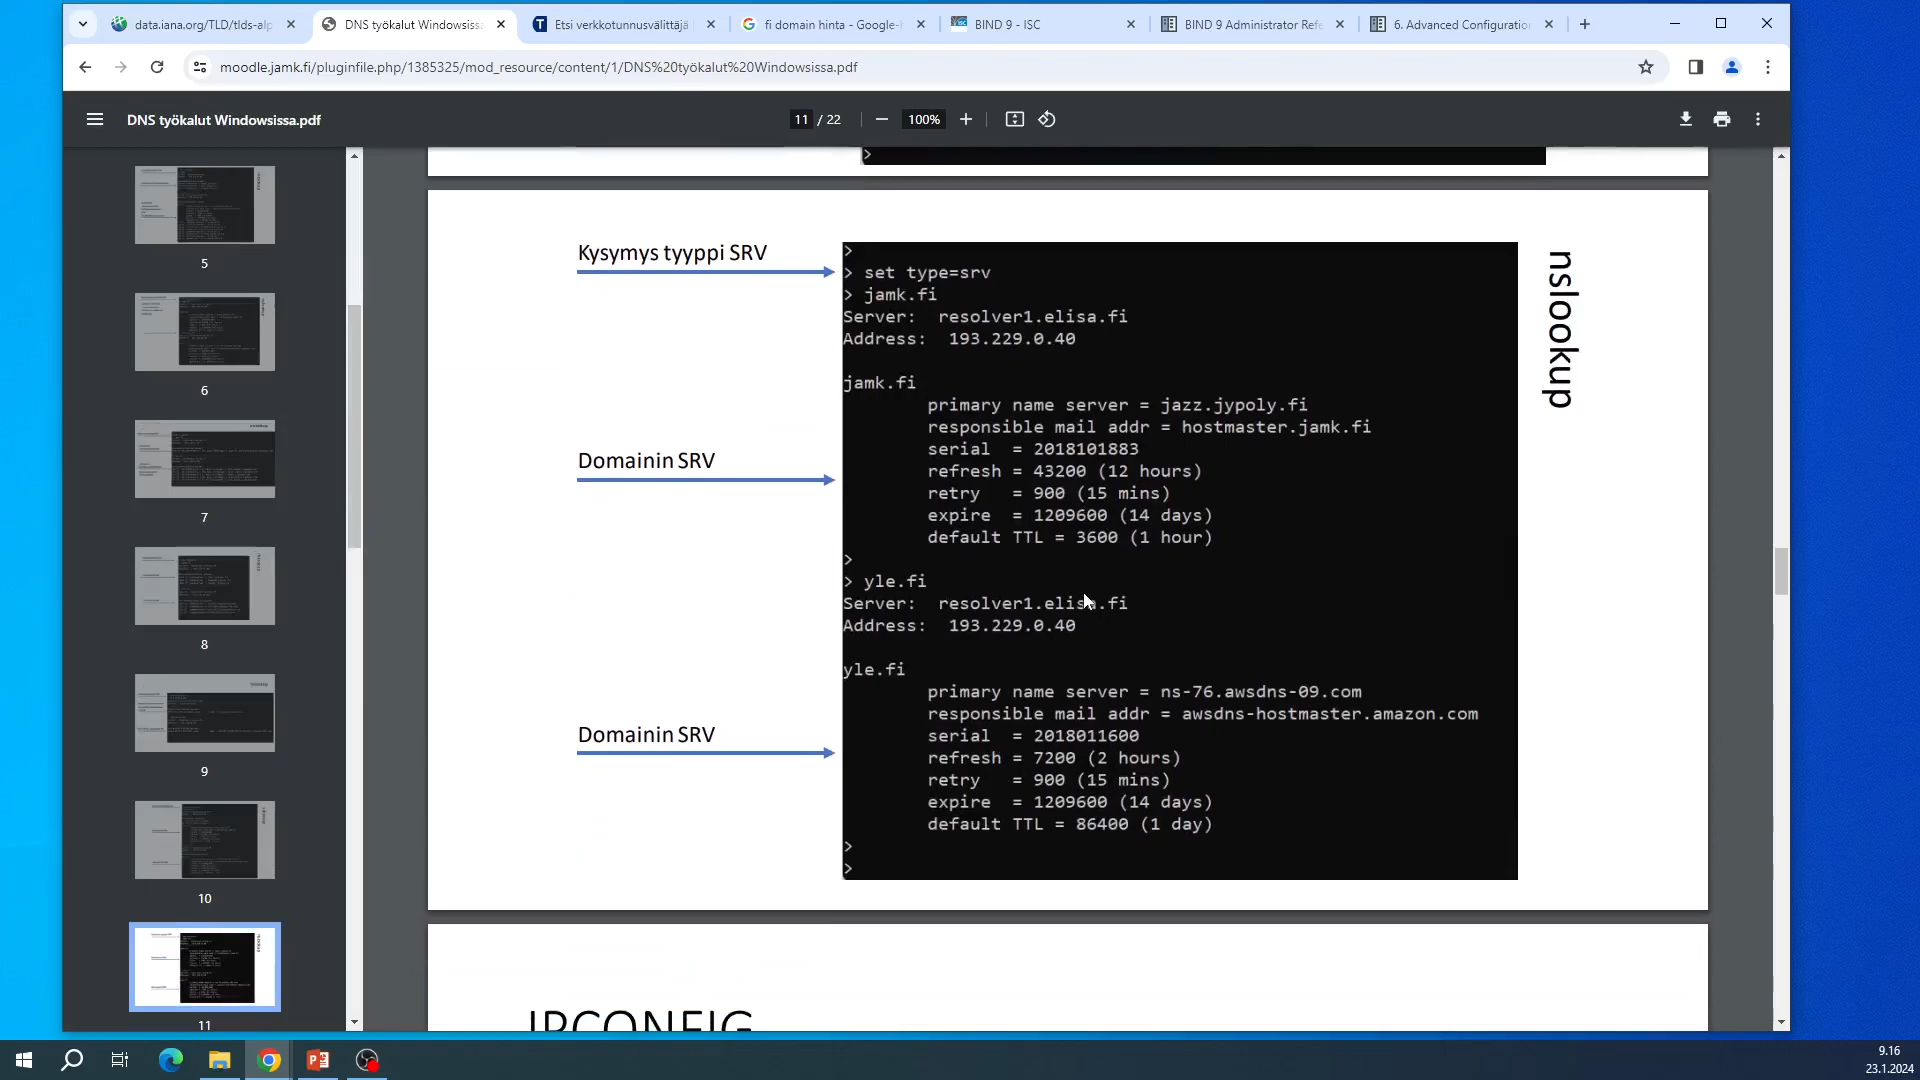 data.iana.org/TLD/tlds-alp
DNS työkalut Windowsissa
Etsi verkkotunnusvälittäjä
fi domain hinta - Google-
BIND 9 - ISC
BIND 9 Administrator Refe
6. Advanced Configuration
moodle.jamk.fi/pluginfile.php/1385325/mod_resource/content/1/DNS%20työkalut%20Windowsissa.pdf
DNS työkalut Windowsissa.pdf
11 / 22
100%
5
6
7
8
9
10
11
>
Kysymys tyyppi SRV
Domainin SRV
Domainin SRV
>
> set type=srv
> jamk.fi
Server:  resolver1.elisa.fi
Address:  193.229.0.40
jamk.fi
primary name server = jazz.jypoly.fi
responsible mail addr = hostmaster.jamk.fi
serial  = 2018101883
refresh = 43200 (12 hours)
retry   = 900 (15 mins)
expire  = 1209600 (14 days)
default TTL = 3600 (1 hour)
>
> yle.fi
Server:  resolver1.elisa.fi
Address:  193.229.0.40
yle.fi
primary name server = ns-76.awsdns-09.com
responsible mail addr = awsdns-hostmaster.amazon.com
serial  = 2018011600
refresh = 7200 (2 hours)
retry   = 900 (15 mins)
expire  = 1209600 (14 days)
default TTL = 86400 (1 day)
>
>
nslookup
IPCONFIG
9.16
23.1.2024